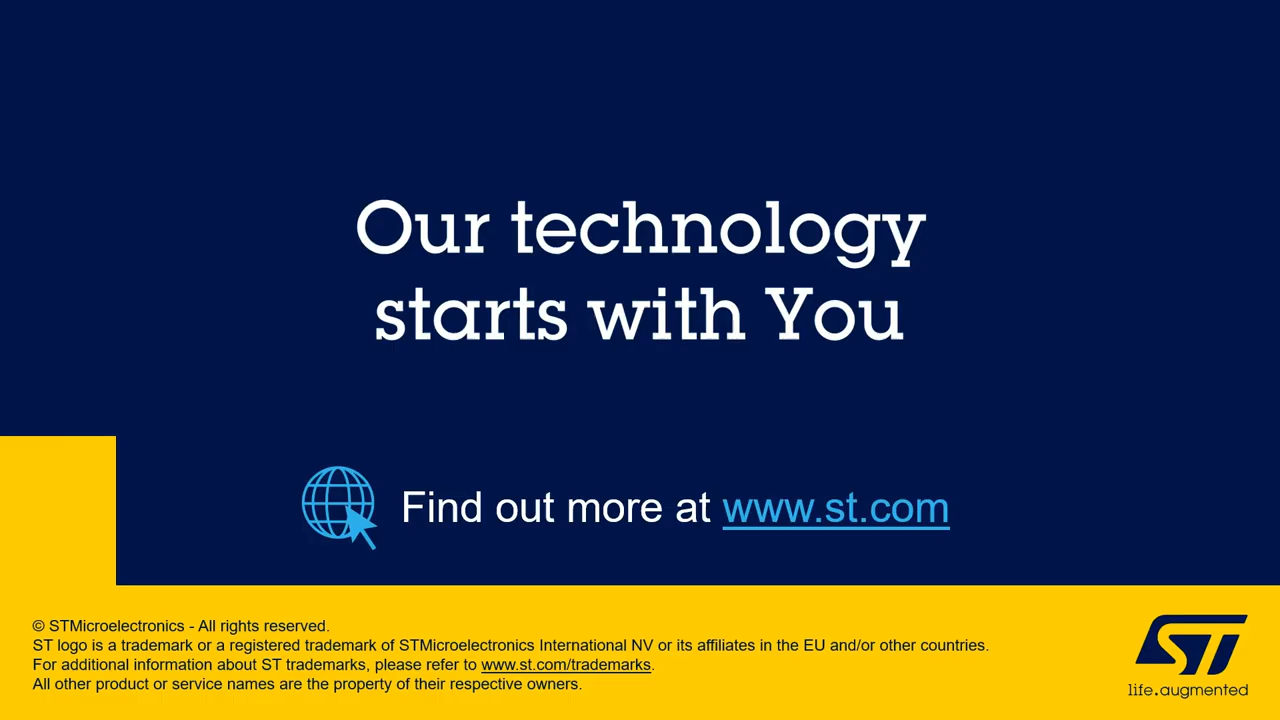 Our technology
starts with You
Find out more at www.st.com
© STMicroelectronics - All rights reserved.
ST logo is a trademark or a registered trademark of STMicroelectronics International NV or its affiliates in the EU and/or other countries.
For additional information about ST trademarks, please refer to www.st.com/trademarks.
All other product or service names are the property of their respective owners.
ST
life.augmented